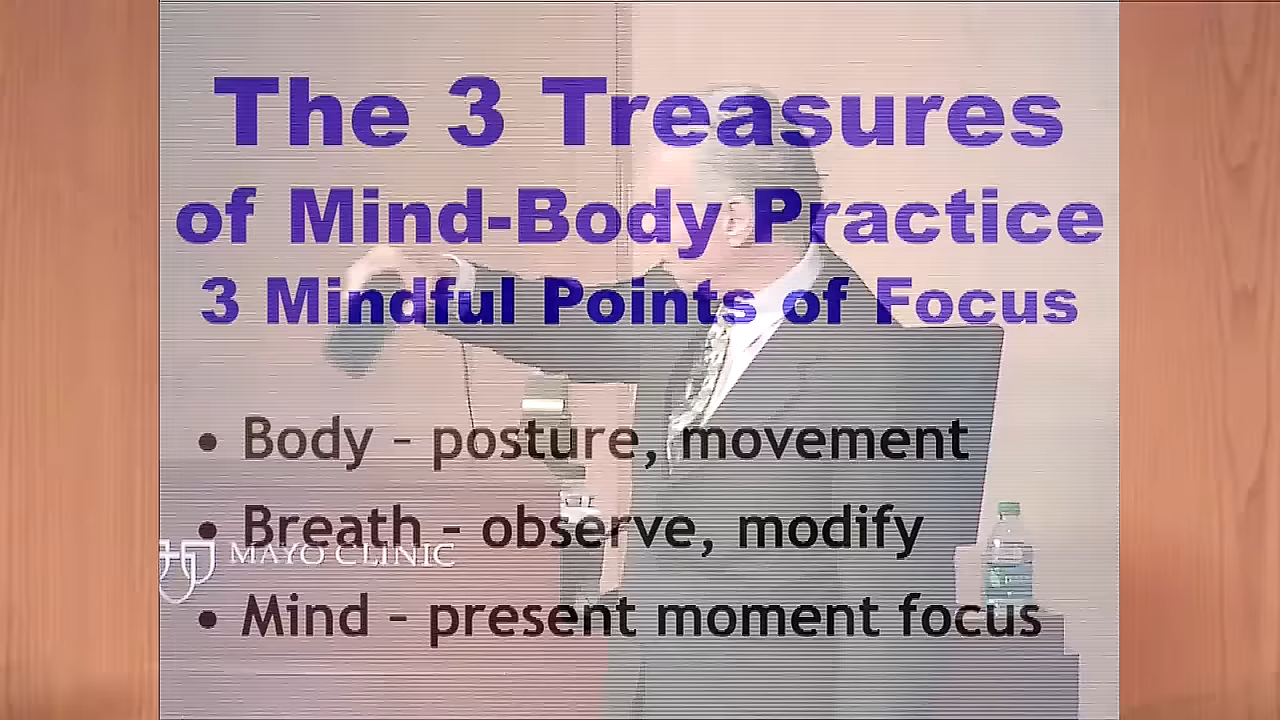 The 3 Treasures
of Mind-Body Practice
3 Mindful Points of Focus
• Body – posture, movement
• Breath – observe, modify
MAYO CLINIC
• Mind – present moment focus